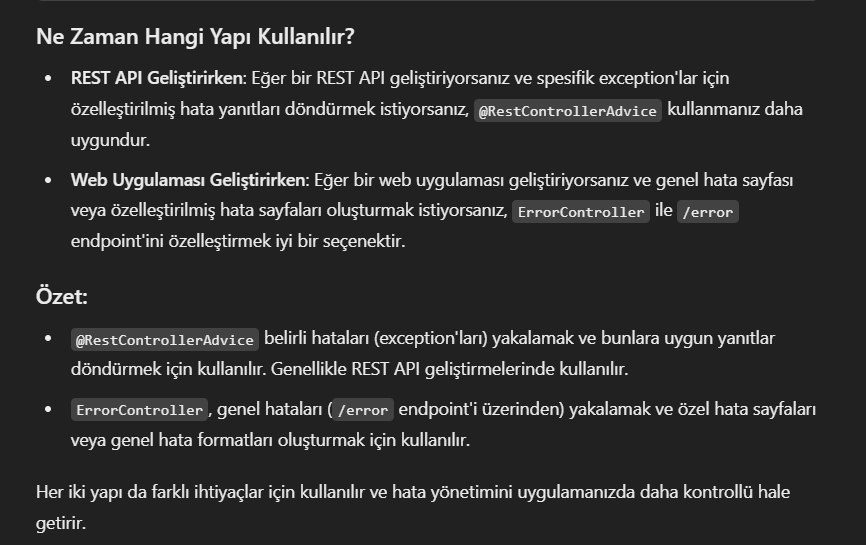 Ne Zaman Hangi Yapı Kullanılır?
• REST API Geliştirirken: Eğer bir REST API geliştiriyorsanız ve spesifik exception'lar için
özelleştirilmiş hata yanıtları döndürmek istiyorsanız, @RestControllerAdvice kullanmanız daha
uygundur.
• Web Uygulaması Geliştirirken: Eğer bir web uygulaması geliştiriyorsanız ve genel hata sayfası
veya özelleştirilmiş hata sayfaları oluşturmak istiyorsanız, ErrorController ile /error
endpoint'ini özelleştirmek iyi bir seçenektir.
Özet:
• @RestControllerAdvice belirli hataları (exception'ları) yakalamak ve bunlara uygun yanıtlar
döndürmek için kullanılır. Genellikle REST API geliştirmelerinde kullanılır.
• ErrorController, genel hataları (/error endpoint'i üzerinden) yakalamak ve özel hata sayfaları
veya genel hata formatları oluşturmak için kullanılır.
Her iki yapı da farklı ihtiyaçlar için kullanılır ve hata yönetimini uygulamanızda daha kontrollü hale
getirir.